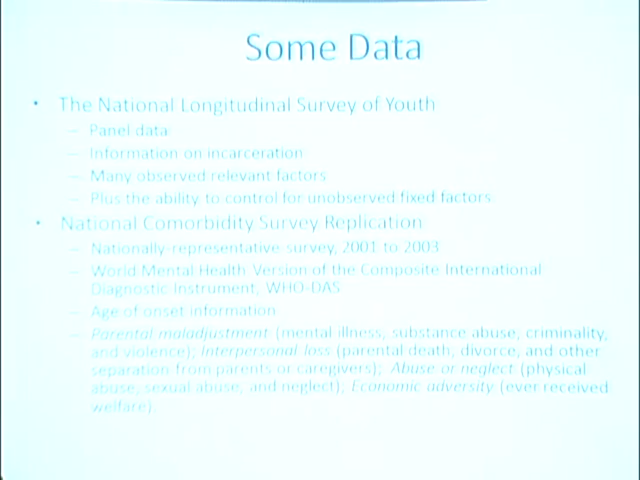 Some Data
• The National Longitudinal Survey of Youth
– Panel data
– Information on incarceration
– Many observed relevant factors
– Plus the ability to control for unobserved fixed factors
• National Comorbidity Survey Replication
– Nationally-representative survey, 2001 to 2003
– World Mental Health Version of the Composite International
Diagnostic Instrument, WHO-DAS
– Age of onset information
– Parental maladjustment (mental illness, substance abuse, criminality,
and violence); Interpersonal loss (parental death, divorce, and other
separation from parents or caregivers); Abuse or neglect (physical
abuse, sexual abuse, and neglect); Economic adversity (ever received
welfare)